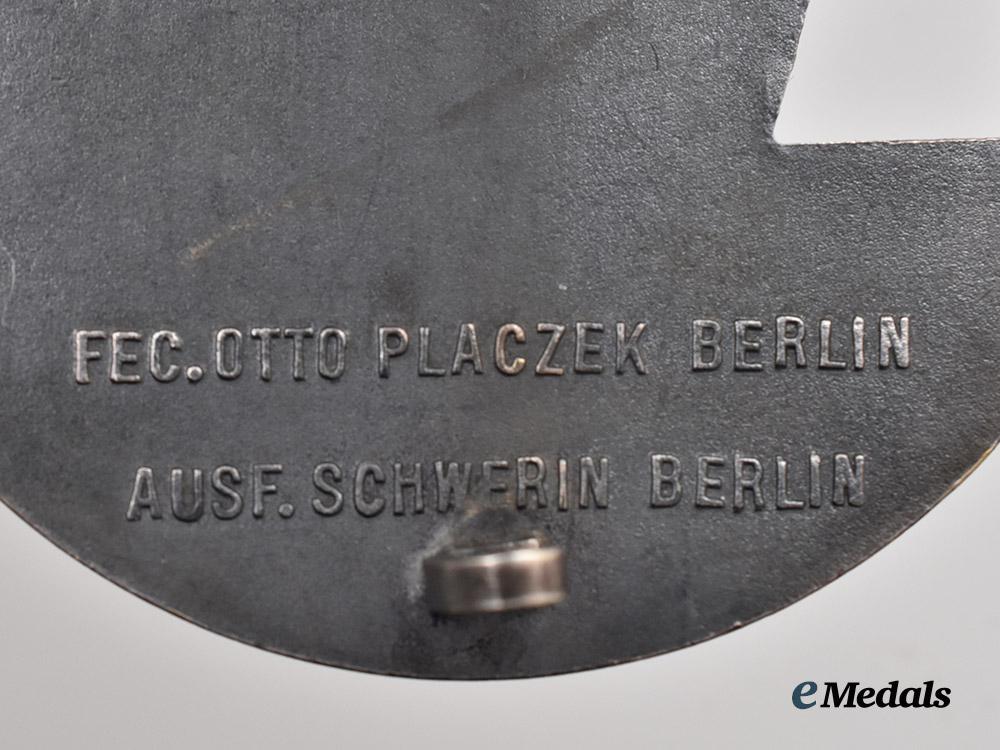 FEC. OTTO PLACZEK BERLIN
AUSF. SCHWERIN BERLIN
eMedals